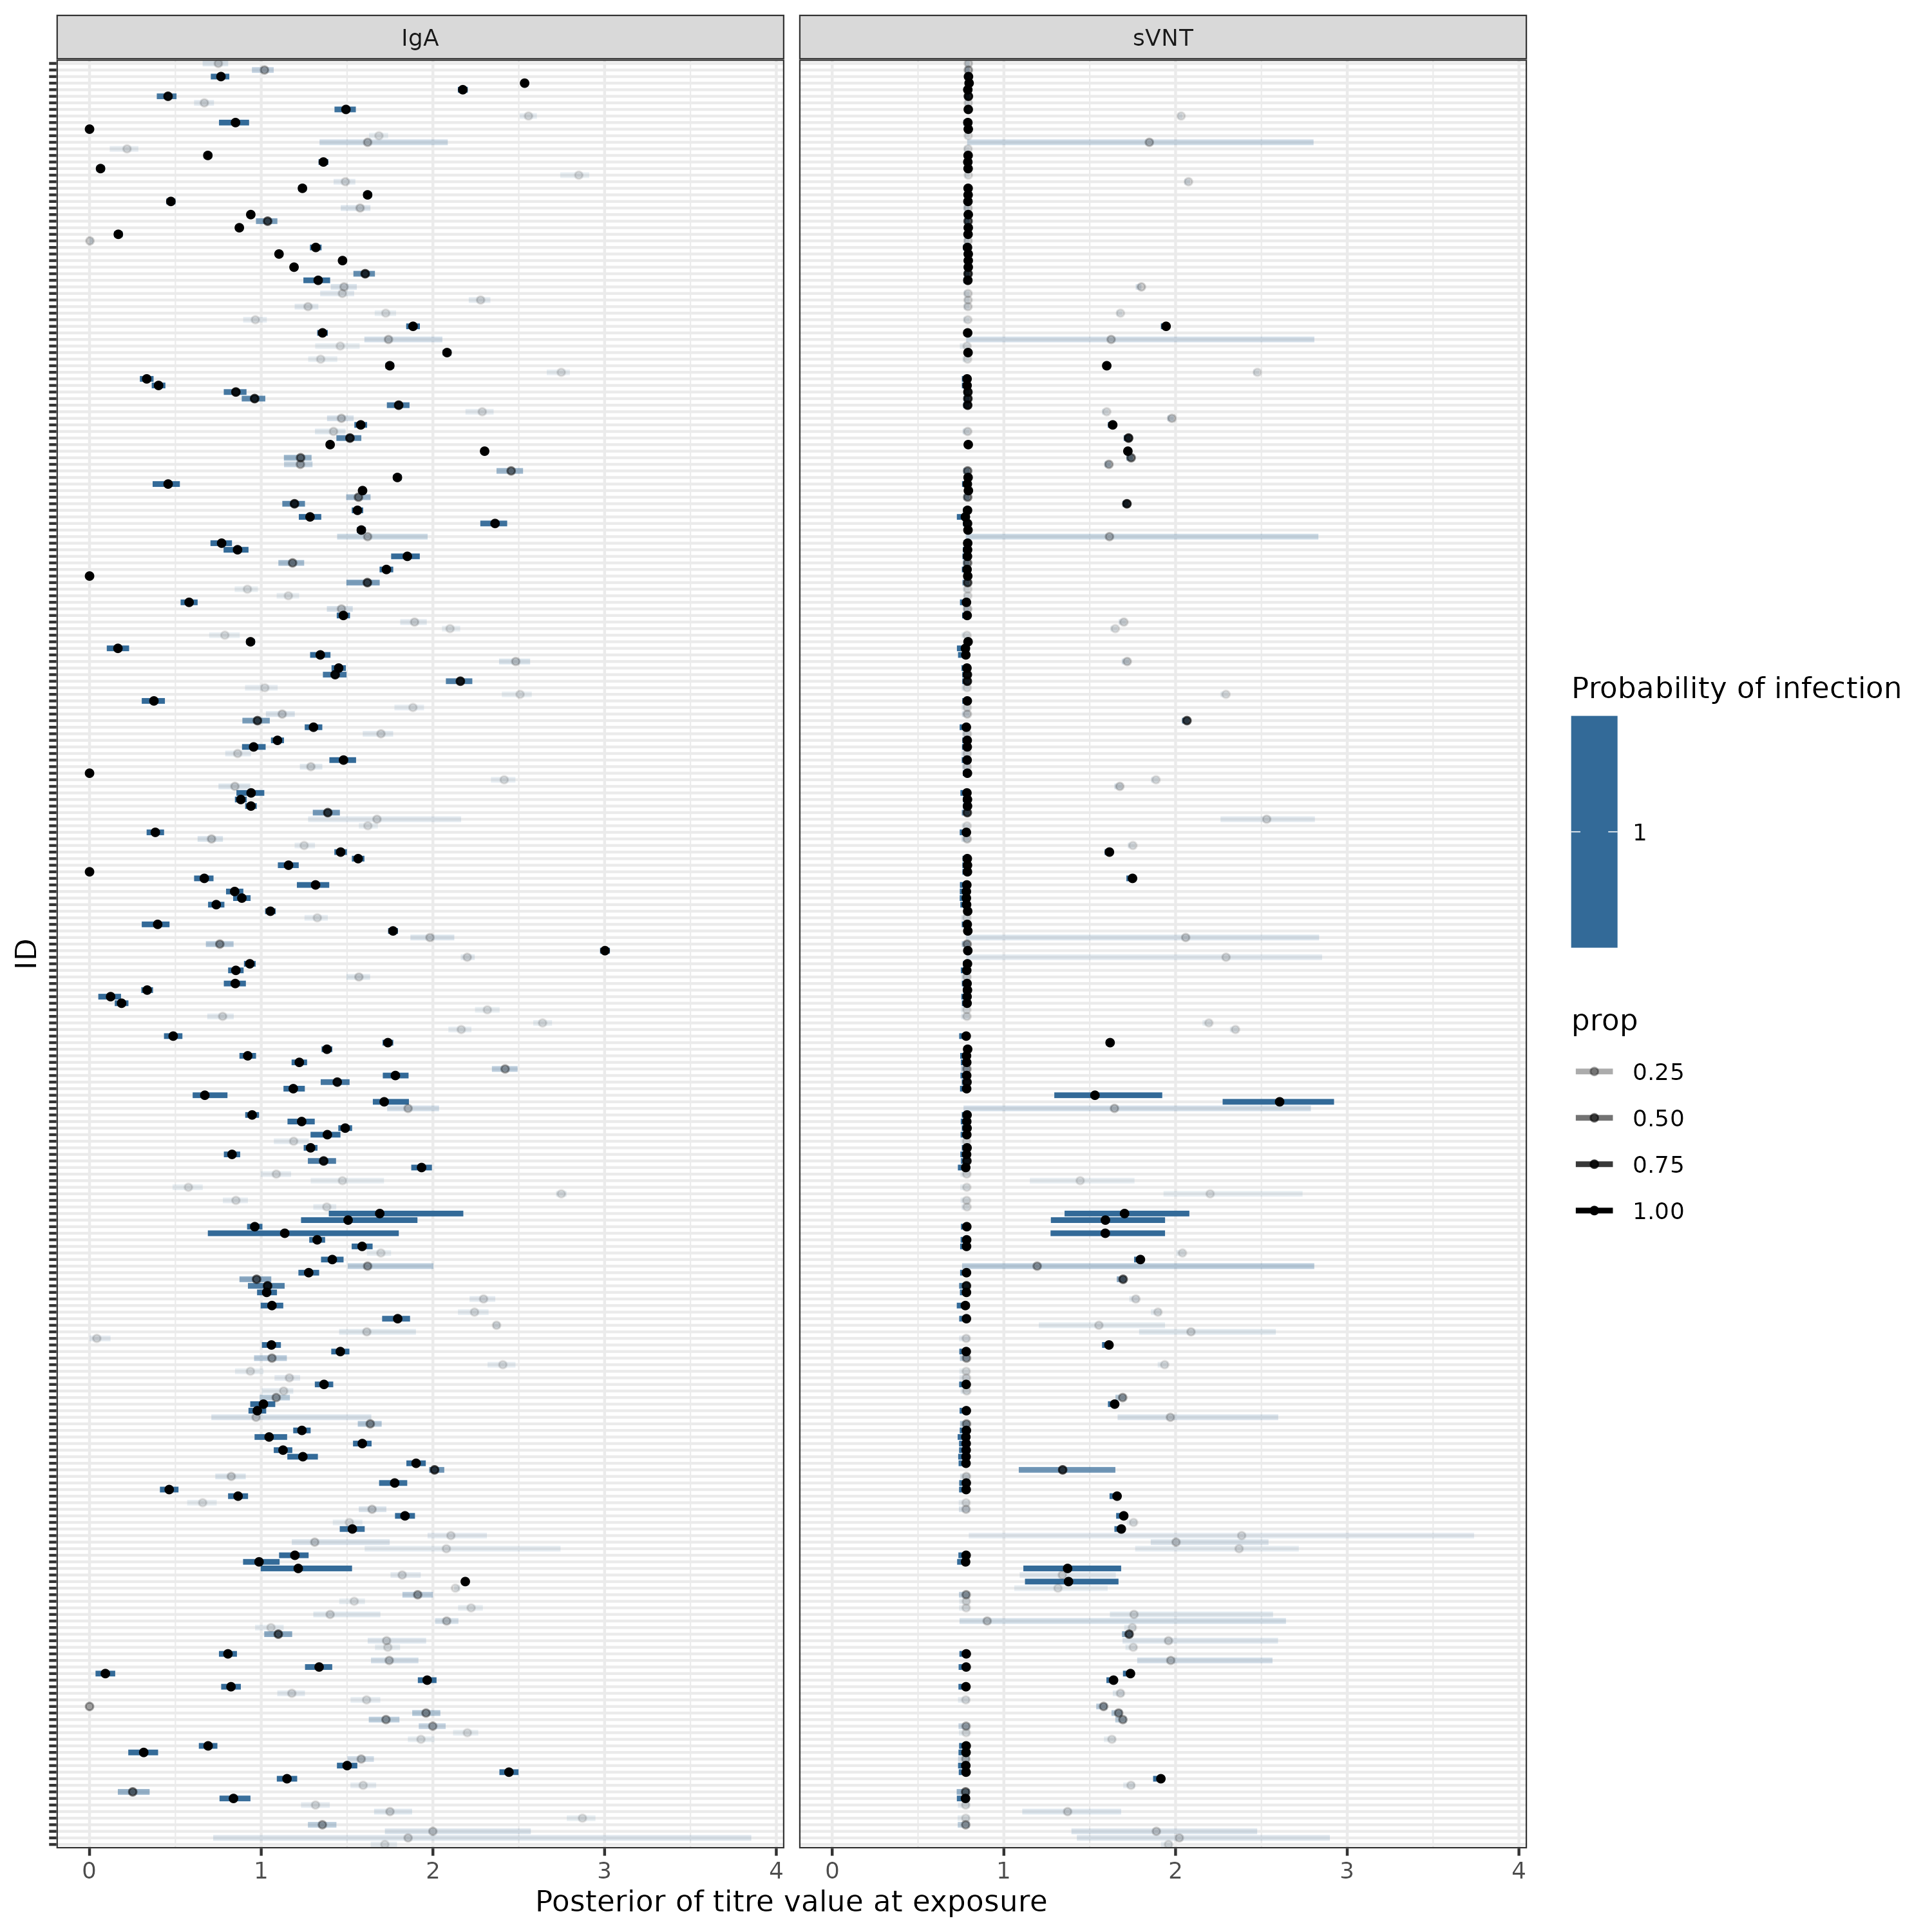 IgA
sVNT
ID
0
1
2
3
4
0
1
2
3
4
Posterior of titre value at exposure
Probability of infection
1
prop
0.25
0.50
0.75
1.00